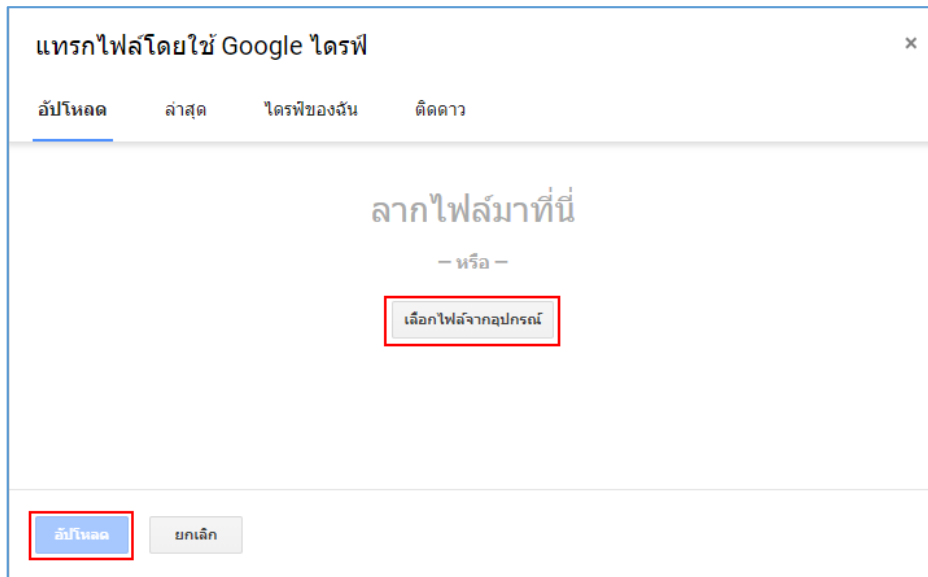 แทรกไฟล์โดยใช้ Google ไดรฟ์
×
อัปโหลด ล่าสุด ไดรฟ์ของฉัน ติดดาว
ลากไฟล์มาที่นี่
— หรือ —
เลือกไฟล์จากอุปกรณ์
อัปโหลด ยกเลิก